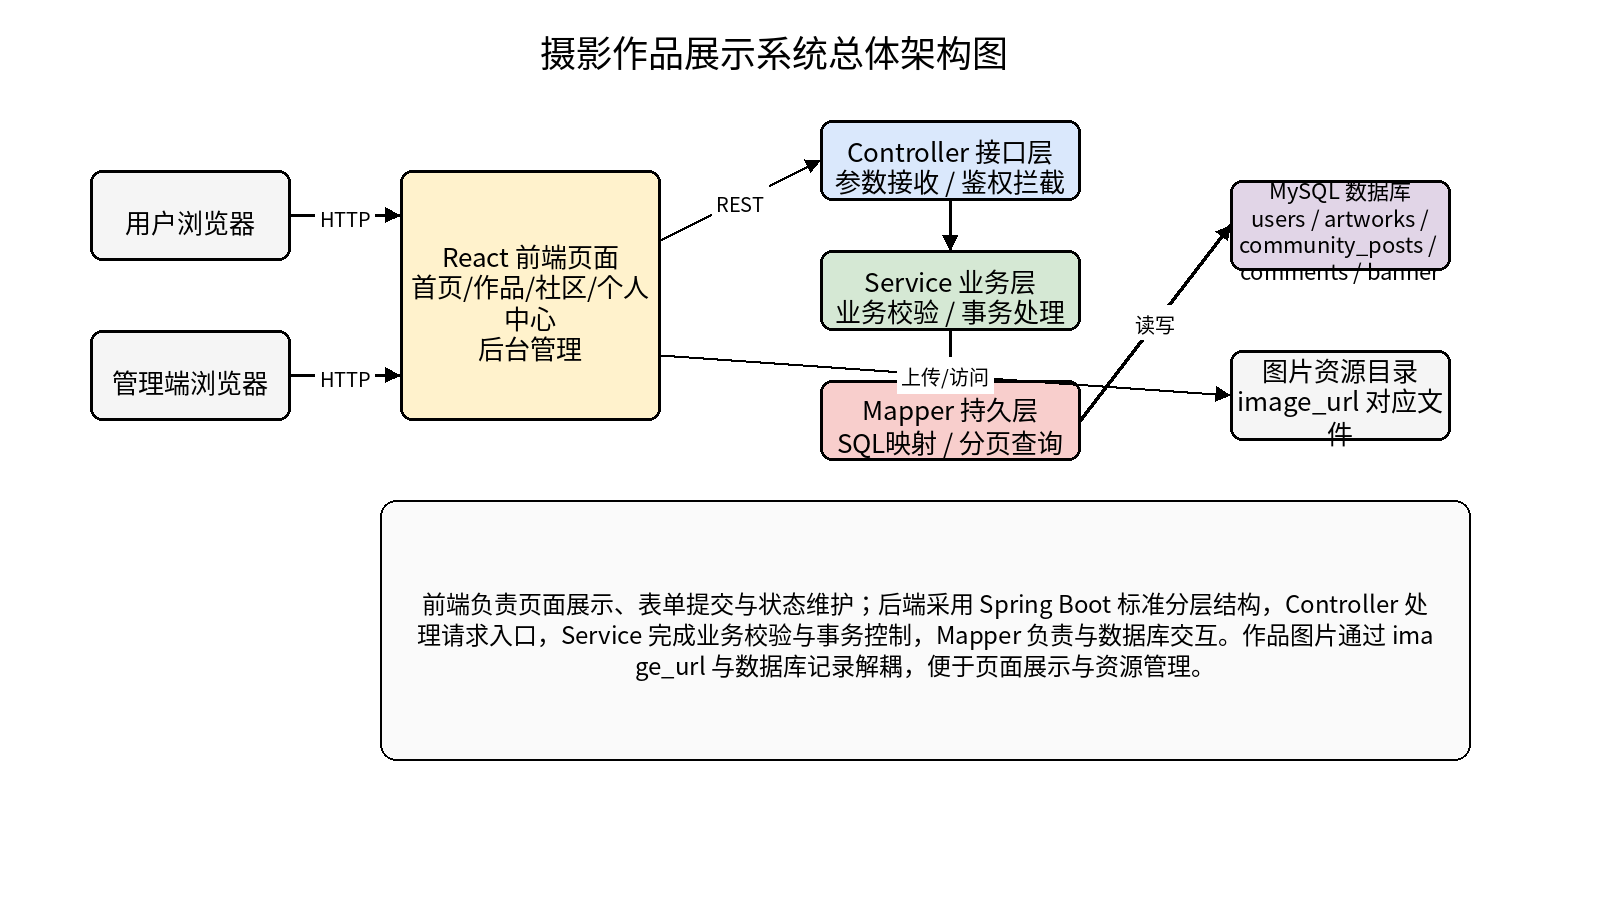 摄影作品展示系统总体架构图
用户浏览器
HTTP
管理端浏览器
HTTP
React 前端页面
首页/作品/社区/个人
中心
后台管理
REST
Controller 接口层
参数接收 / 鉴权拦截
Service 业务层
业务校验 / 事务处理
上传/访问
Mapper 持久层
SQL映射 / 分页查询
读写
MySQL 数据库
users / artworks /
community_posts /
comments / banner
图片资源目录
image_url 对应文
件
前端负责页面展示、表单提交与状态维护；后端采用 Spring Boot 标准分层结构，Controller 处
理请求入口，Service 完成业务校验与事务控制，Mapper 负责与数据库交互。作品图片通过 ima
ge_url 与数据库记录解耦，便于页面展示与资源管理。